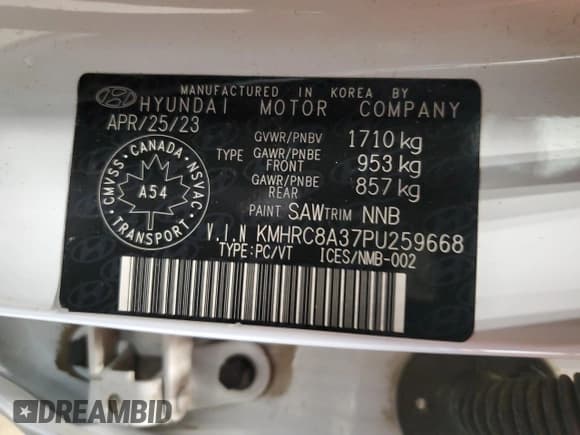 MANUFACTURED IN KOREA BY
HYUNDAI MOTOR COMPANY
APR/25/23
GVWR/PNBV 1710 kg
TYPE GAWR/PNBE FRONT 953 kg
GAWR/PNBE REAR 857 kg
CMVSS · CANADA · NSVAC · TRANSPORT
A54
PAINT SAW TRIM NNB
V.I.N KMHRC8A37PU259668
TYPE:PC/VT ICES/NMB-002
DREAMBID